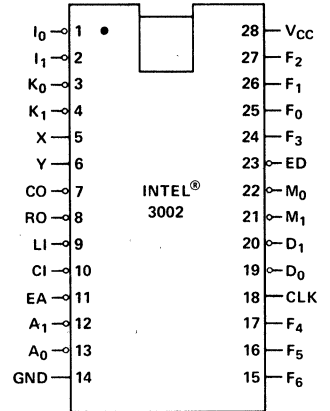 I0 1 28 VCC
I1 2 27 F2
K0 3 26 F1
K1 4 25 F0
X 5 24 F3
Y 6 23 ED
CO 7 INTEL® 22 M0
RO 8 3002 21 M1
LI 9 20 D1
CI 10 19 D0
EA 11 18 CLK
A1 12 17 F4
A0 13 16 F5
GND 14 15 F6